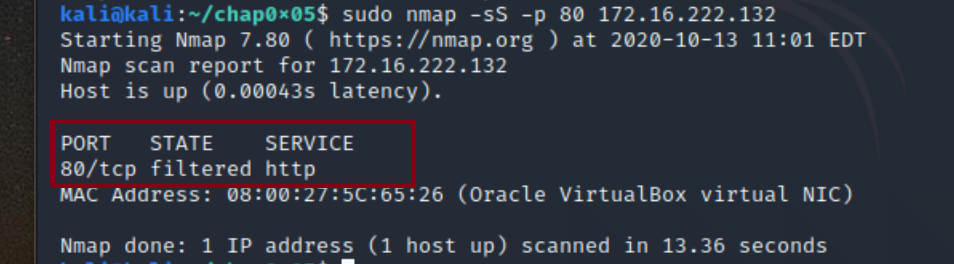 kali@kali:~/chap0×05$ sudo nmap -sS -p 80 172.16.222.132
Starting Nmap 7.80 ( https://nmap.org ) at 2020-10-13 11:01 EDT
Nmap scan report for 172.16.222.132
Host is up (0.00043s latency).
PORT   STATE    SERVICE
80/tcp filtered http
MAC Address: 08:00:27:5C:65:26 (Oracle VirtualBox virtual NIC)
Nmap done: 1 IP address (1 host up) scanned in 13.36 seconds